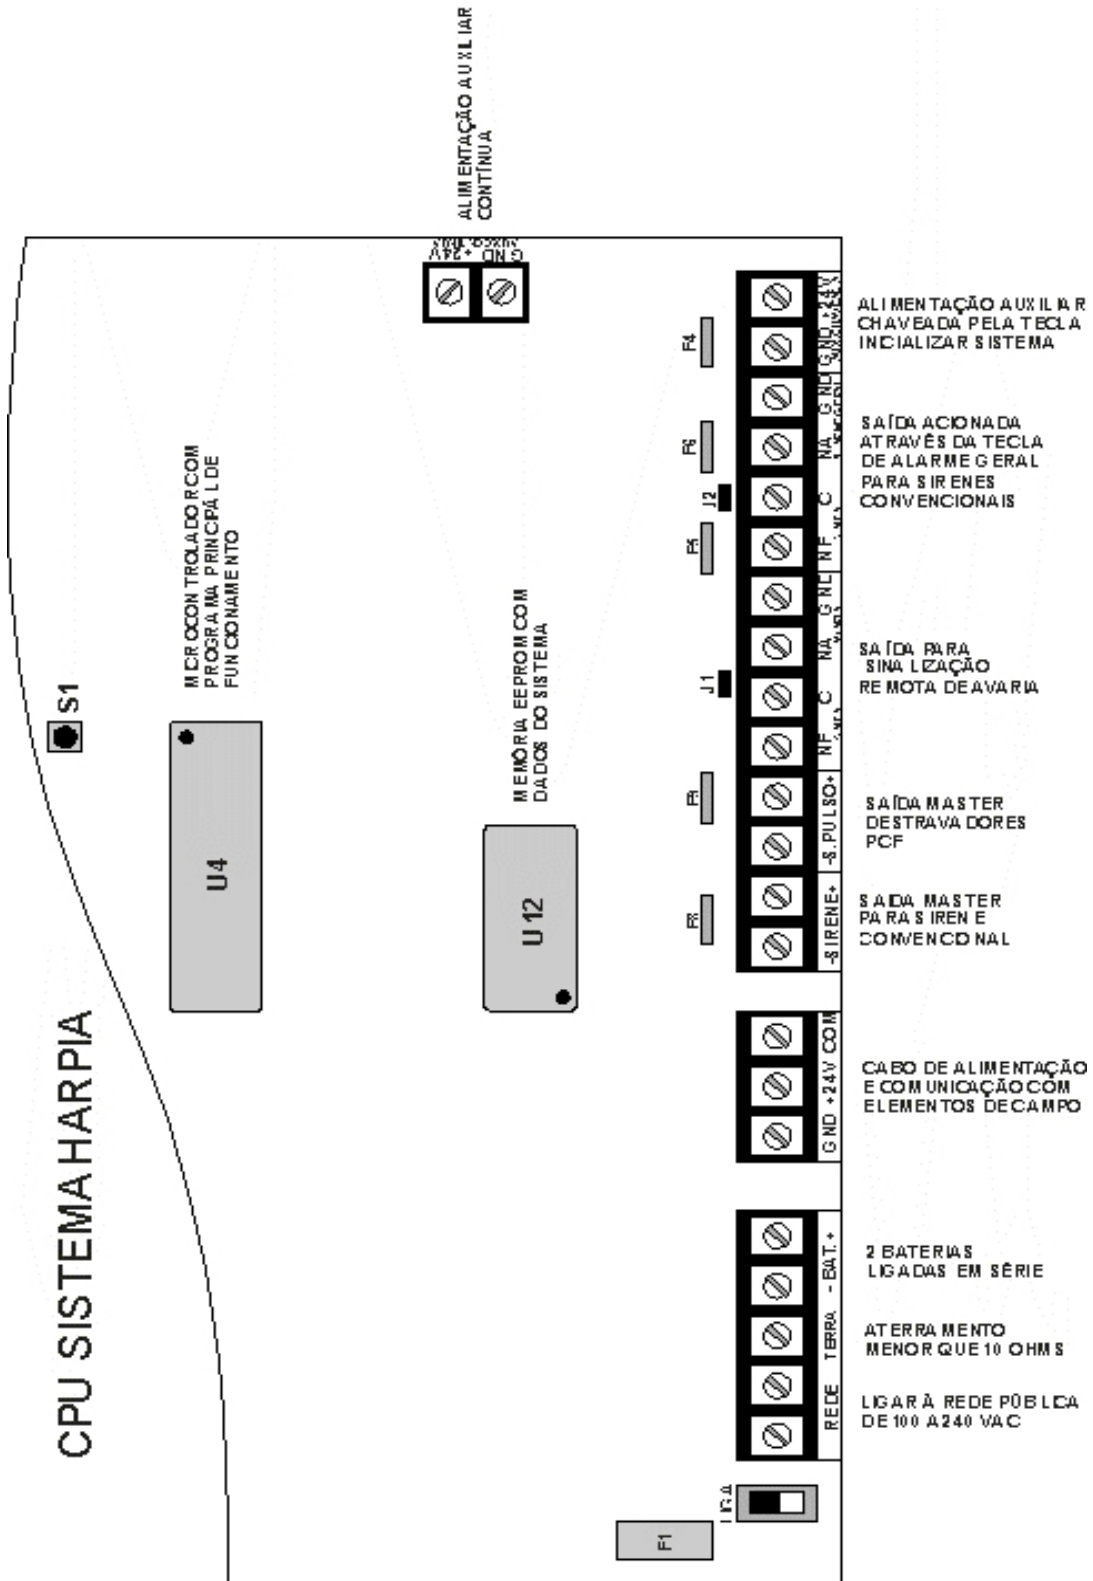 ALIMENTAÇÃO AUXILIAR
CONTÍNUA
+24V
GND
S1
MICROCONTROLADOR COM
PROGRAMA PRINCIPAL DE
FUNCIONAMENTO
U4
MEMÓRIA EEPROM COM
DADOS DO SISTEMA
U12
CPU SISTEMA HARPIA
F4
F6
J2
J1
GND +24V
ALIMENTAÇÃO AUXILIAR
CHAVEADA PELA TECLA
INICIALIZAR SISTEMA
NF C NA GND
SAÍDA ACIONADA
ATRAVÉS DA TECLA
DE ALARME GERAL
PARA SIRENES
CONVENCIONAIS
NF C NA GND
SAÍDA PARA
SINALIZAÇÃO
REMOTA DE AVARIA
-S.PULSO+
SAÍDA MASTER
DESTRAVADORES
PCF
-SIRENE+
SAIDA MASTER
PARA SIRENE
CONVENCIONAL
GND +24V COM
CABO DE ALIMENTAÇÃO
E COMUNICAÇÃO COM
ELEMENTOS DE CAMPO
- BAT. +
2 BATERIAS
LIGADAS EM SÉRIE
TERRA
ATERRAMENTO
MENOR QUE 10 OHMS
REDE
LIGAR À REDE PÚBLICA
DE 100 A 240 VAC
LIGA
F1